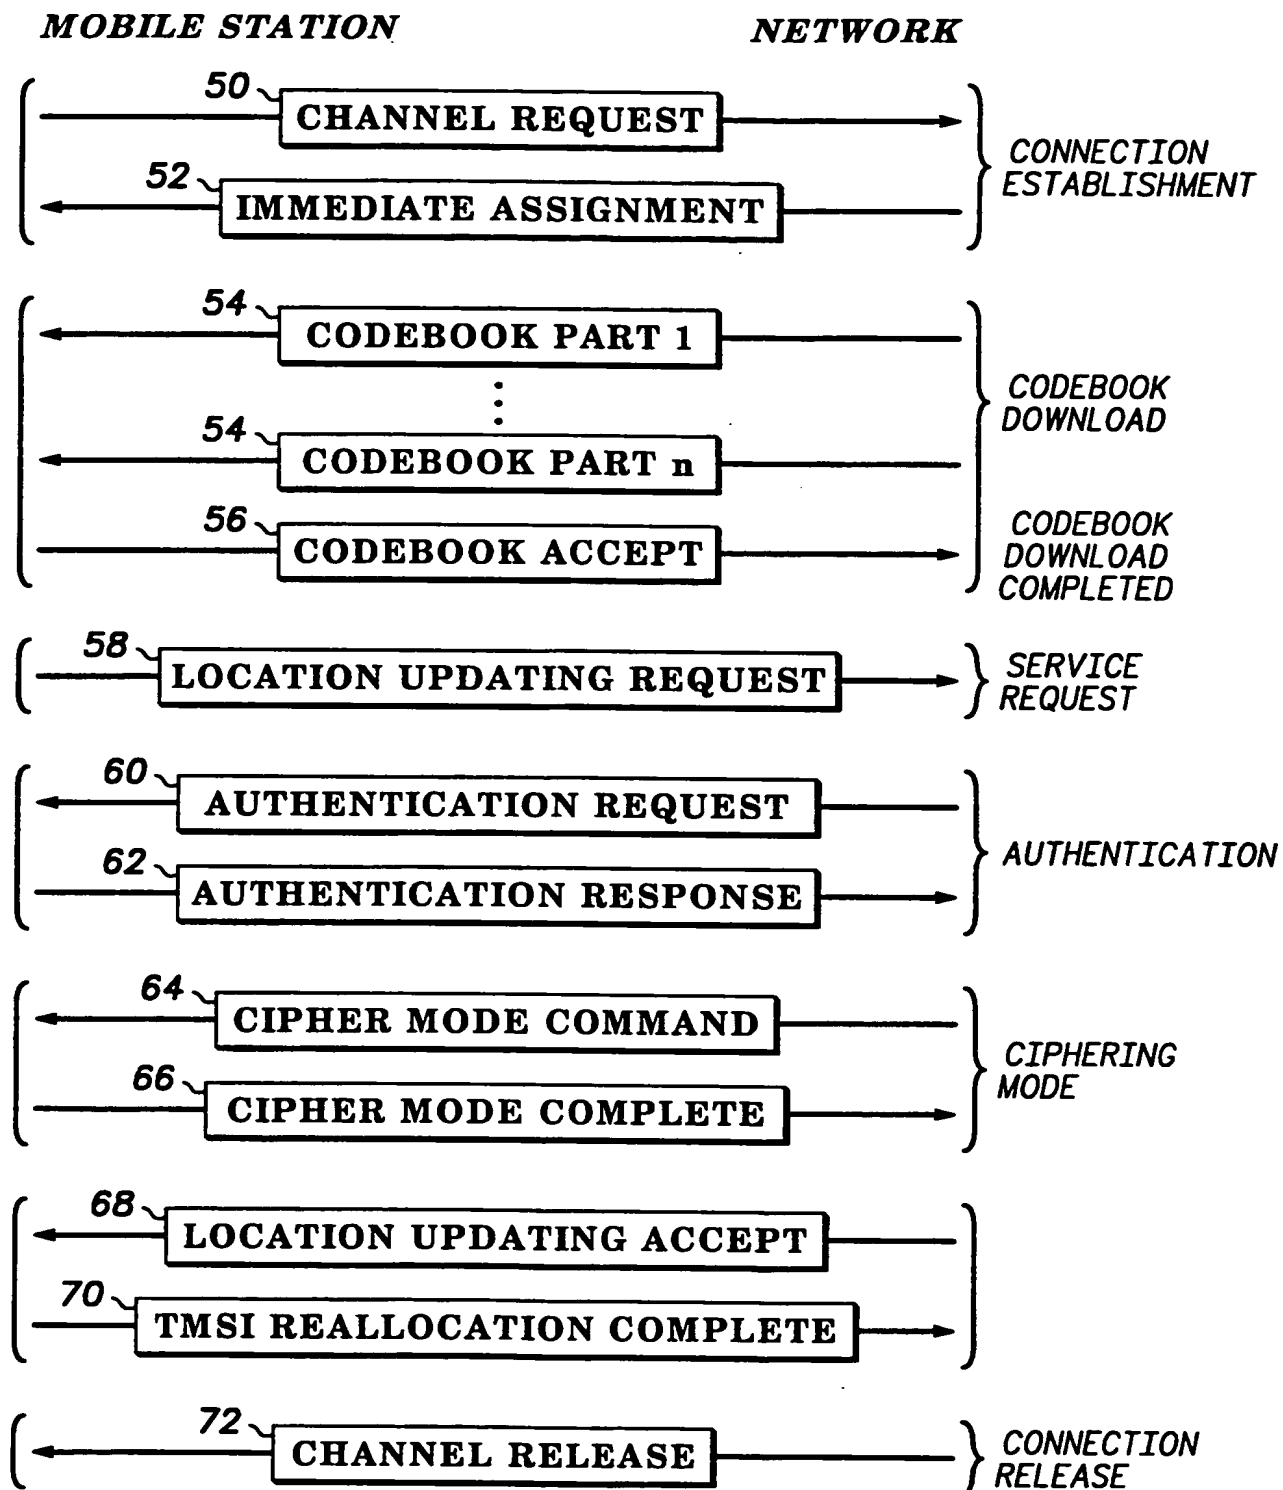 MOBILE STATION NETWORK
50
CHANNEL REQUEST
52
IMMEDIATE ASSIGNMENT
CONNECTION
ESTABLISHMENT
54
CODEBOOK PART 1
54
CODEBOOK PART n
CODEBOOK
DOWNLOAD
56
CODEBOOK ACCEPT
CODEBOOK
DOWNLOAD
COMPLETED
58
LOCATION UPDATING REQUEST
SERVICE
REQUEST
60
AUTHENTICATION REQUEST
62
AUTHENTICATION RESPONSE
AUTHENTICATION
64
CIPHER MODE COMMAND
66
CIPHER MODE COMPLETE
CIPHERING
MODE
68
LOCATION UPDATING ACCEPT
70
TMSI REALLOCATION COMPLETE
72
CHANNEL RELEASE
CONNECTION
RELEASE